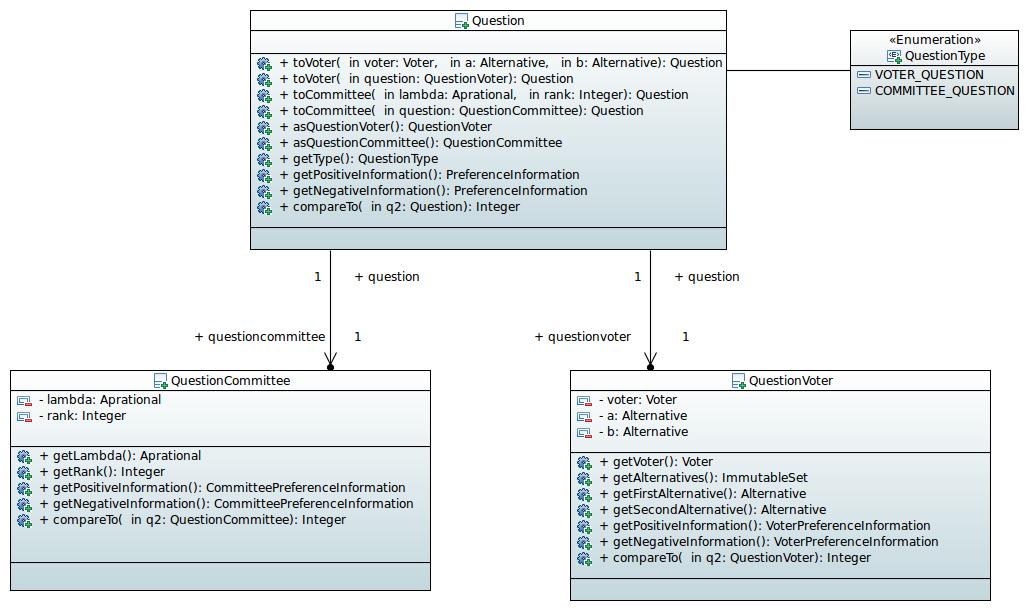 Question
+ toVoter(  in voter: Voter,   in a: Alternative,   in b: Alternative): Question
+ toVoter(  in question: QuestionVoter): Question
+ toCommittee(  in lambda: Aprational,   in rank: Integer): Question
+ toCommittee(  in question: QuestionCommittee): Question
+ asQuestionVoter(): QuestionVoter
+ asQuestionCommittee(): QuestionCommittee
+ getType(): QuestionType
+ getPositiveInformation(): PreferenceInformation
+ getNegativeInformation(): PreferenceInformation
+ compareTo(  in q2: Question): Integer
«Enumeration»
QuestionType
VOTER_QUESTION
COMMITTEE_QUESTION
1
+ question
+ questioncommittee
1
1
+ question
+ questionvoter
1
QuestionCommittee
- lambda: Aprational
- rank: Integer
+ getLambda(): Aprational
+ getRank(): Integer
+ getPositiveInformation(): CommitteePreferenceInformation
+ getNegativeInformation(): CommitteePreferenceInformation
+ compareTo(  in q2: QuestionCommittee): Integer
QuestionVoter
- voter: Voter
- a: Alternative
- b: Alternative
+ getVoter(): Voter
+ getAlternatives(): ImmutableSet
+ getFirstAlternative(): Alternative
+ getSecondAlternative(): Alternative
+ getPositiveInformation(): VoterPreferenceInformation
+ getNegativeInformation(): VoterPreferenceInformation
+ compareTo(  in q2: QuestionVoter): Integer